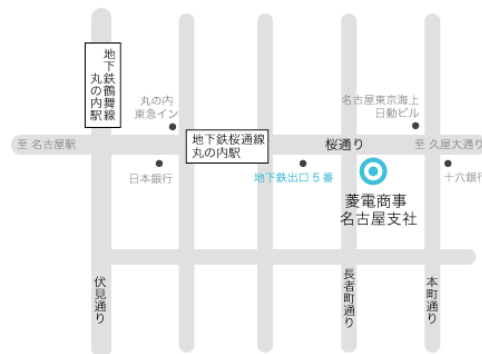 地下鉄鶴舞線
丸の内駅
丸の内
東急イン
名古屋東京海上
日動ビル
地下鉄桜通線
丸の内駅
桜通り
至 名古屋駅
至 久屋大通り
日本銀行
地下鉄出口5番
十六銀行
菱電商事
名古屋支社
伏見通り
長者町通り
本町通り